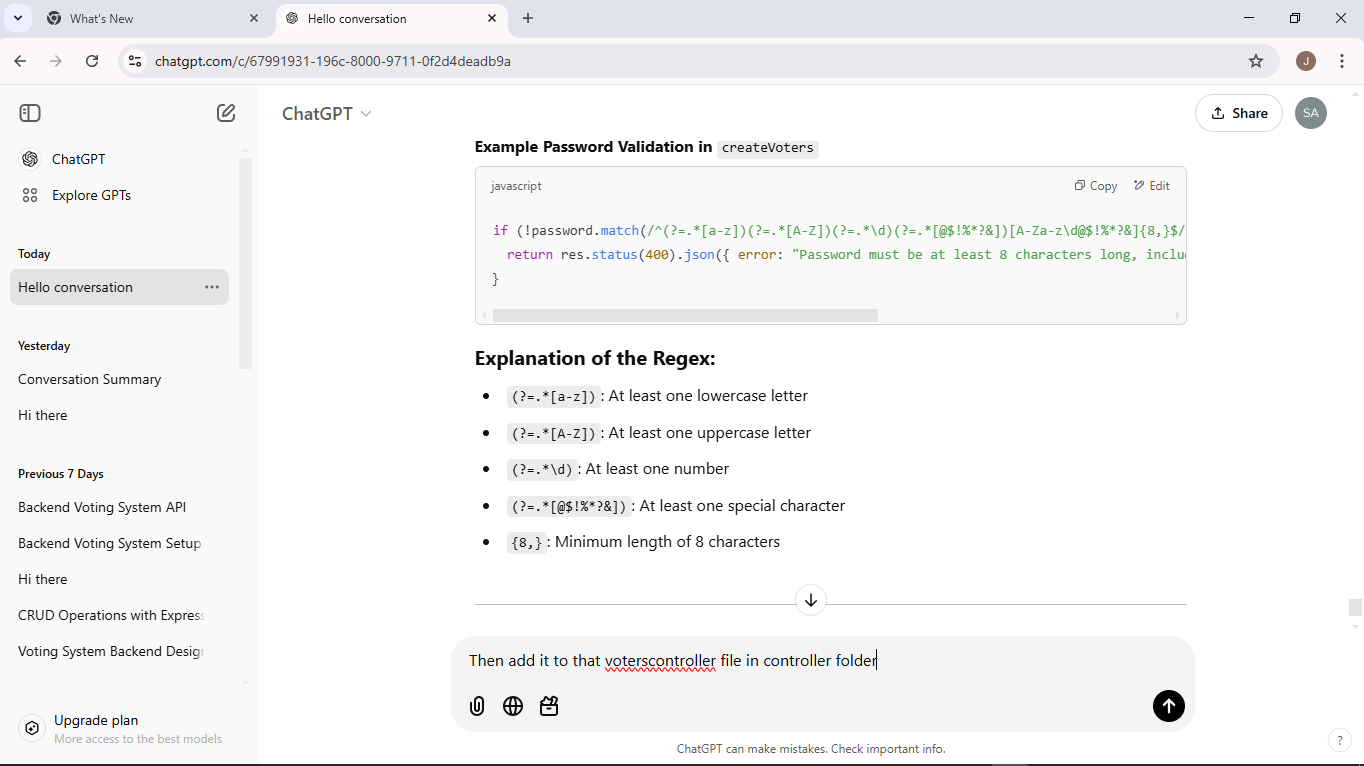 What's New
Hello conversation
chatgpt.com/c/67991931-196c-8000-9711-0f2d4deadb9a
J
ChatGPT
Share
SA
ChatGPT
Explore GPTs
Today
Hello conversation
Yesterday
Conversation Summary
Hi there
Previous 7 Days
Backend Voting System API
Backend Voting System Setup
Hi there
CRUD Operations with Express
Voting System Backend Design
Upgrade plan
More access to the best models
Example Password Validation in createVoters
javascript
Copy
Edit
if (!password.match(/^(?=.*[a-z])(?=.*[A-Z])(?=.*\d)(?=.*[@$!%*?&])[A-Za-z\d@$!%*?&]{8,}$/
return res.status(400).json({ error: "Password must be at least 8 characters long, inclu
}
Explanation of the Regex:
(?=.*[a-z]): At least one lowercase letter
(?=.*[A-Z]): At least one uppercase letter
(?=.*\d): At least one number
(?=.*[@$!%*?&]): At least one special character
{8,}: Minimum length of 8 characters
Then add it to that voterscontroller file in controller folder
ChatGPT can make mistakes. Check important info.
?